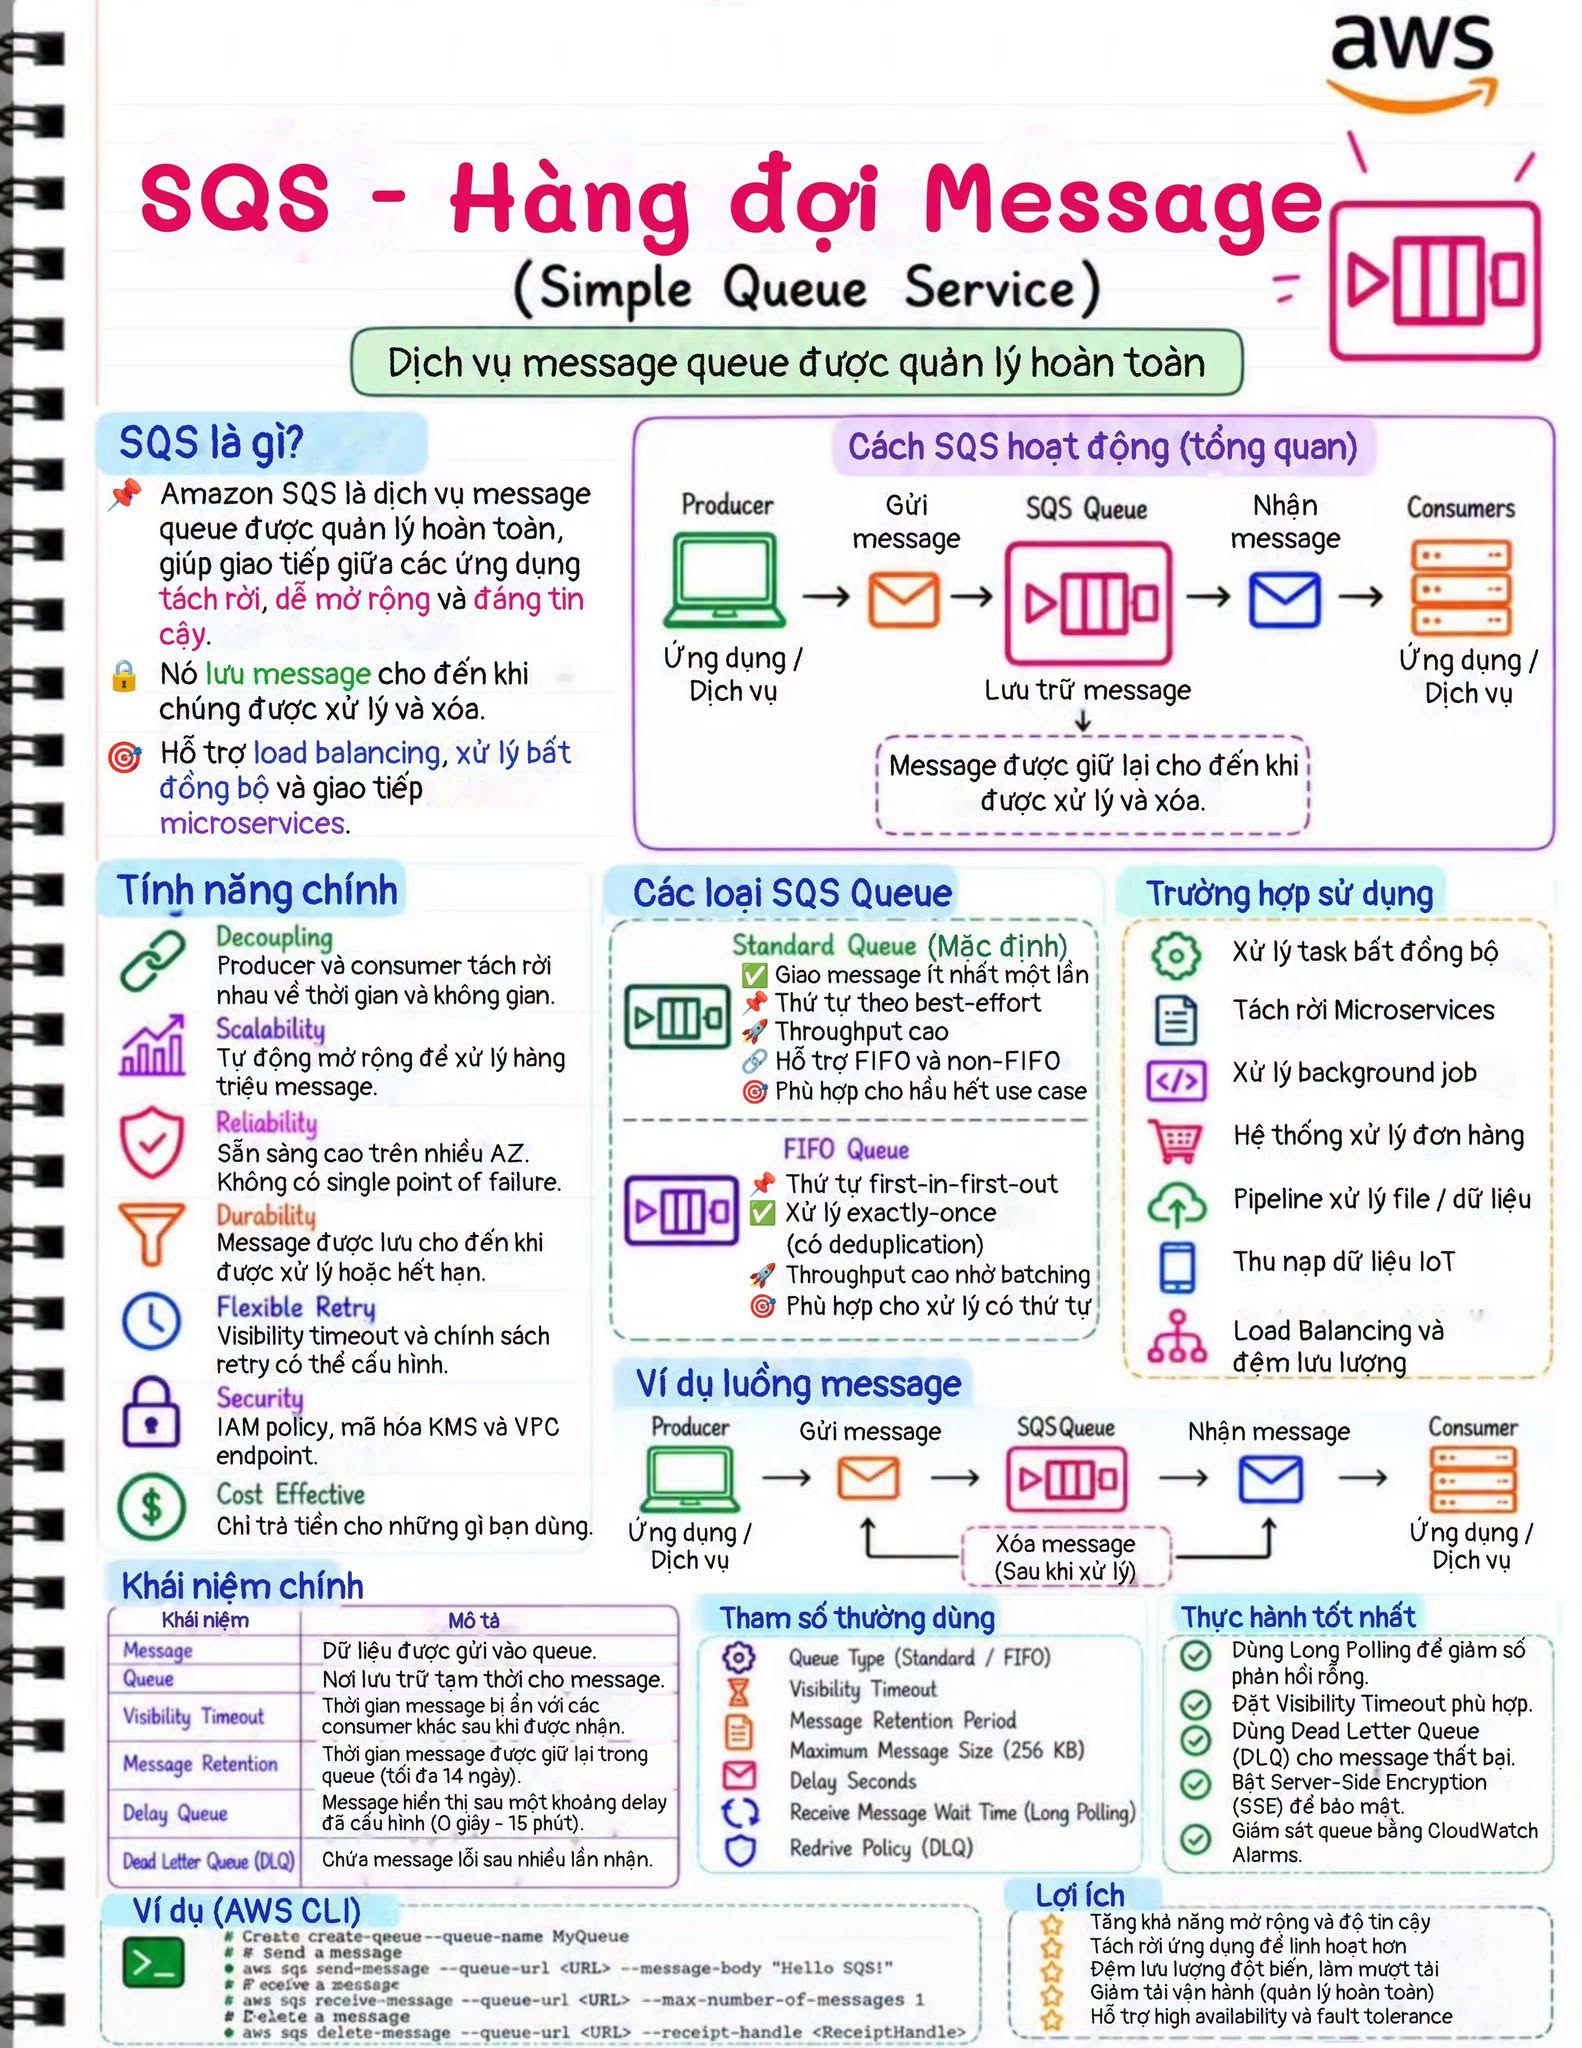 aws
SQS - Hàng đợi Message
(Simple Queue Service)
Dịch vụ message queue được quản lý hoàn toàn
SQS là gì?
📌 Amazon SQS là dịch vụ message
queue được quản lý hoàn toàn,
giúp giao tiếp giữa các ứng dụng
tách rời, dễ mở rộng và đáng tin
cậy.
🔒 Nó lưu message cho đến khi
chúng được xử lý và xóa.
🎯 Hỗ trợ load balancing, xử lý bất
đồng bộ và giao tiếp
microservices.
Cách SQS hoạt động (tổng quan)
Producer
Gửi
message
SQS Queue
Nhận
message
Consumers
Ứng dụng /
Dịch vụ
Lưu trữ message
Ứng dụng /
Dịch vụ
Message được giữ lại cho đến khi
được xử lý và xóa.
Tính năng chính
Decoupling
Producer và consumer tách rời
nhau về thời gian và không gian.
Scalability
Tự động mở rộng để xử lý hàng
triệu message.
Reliability
Sẵn sàng cao trên nhiều AZ.
Không có single point of failure.
Durability
Message được lưu cho đến khi
được xử lý hoặc hết hạn.
Flexible Retry
Visibility timeout và chính sách
retry có thể cấu hình.
Security
IAM policy, mã hóa KMS và VPC
endpoint.
$
Cost Effective
Chỉ trả tiền cho những gì bạn dùng.
Các loại SQS Queue
Standard Queue (Mặc định)
✅ Giao message ít nhất một lần
📌 Thứ tự theo best-effort
🚀 Throughput cao
🔗 Hỗ trợ FIFO và non-FIFO
🎯 Phù hợp cho hầu hết use case
FIFO Queue
📌 Thứ tự first-in-first-out
✅ Xử lý exactly-once
(có deduplication)
🚀 Throughput cao nhờ batching
🎯 Phù hợp cho xử lý có thứ tự
Trường hợp sử dụng
Xử lý task bất đồng bộ
Tách rời Microservices
</> Xử lý background job
Hệ thống xử lý đơn hàng
Pipeline xử lý file / dữ liệu
Thu nạp dữ liệu IoT
Load Balancing và
đệm lưu lượng
Ví dụ luồng message
Producer
Gửi message
SQS Queue
Nhận message
Consumer
Ứng dụng /
Dịch vụ
Xóa message
(Sau khi xử lý)
Ứng dụng /
Dịch vụ
Khái niệm chính
Khái niệm Mô tả
Message Dữ liệu được gửi vào queue.
Queue Nơi lưu trữ tạm thời cho message.
Visibility Timeout Thời gian message bị ẩn với các
consumer khác sau khi được nhận.
Message Retention Thời gian message được giữ lại trong
queue (tối đa 14 ngày).
Delay Queue Message hiển thị sau một khoảng delay
đã cấu hình (0 giây - 15 phút).
Dead Letter Queue (DLQ) Chứa message lỗi sau nhiều lần nhận.
Tham số thường dùng
Queue Type (Standard / FIFO)
Visibility Timeout
Message Retention Period
Maximum Message Size (256 KB)
Delay Seconds
Receive Message Wait Time (Long Polling)
Redrive Policy (DLQ)
Thực hành tốt nhất
Dùng Long Polling để giảm số
phản hồi rỗng.
Đặt Visibility Timeout phù hợp.
Dùng Dead Letter Queue
(DLQ) cho message thất bại.
Bật Server-Side Encryption
(SSE) để bảo mật.
Giám sát queue bằng CloudWatch
Alarms.
Ví dụ (AWS CLI)
>_
# Create create-qeeue--queue-name MyQueue
# # Send a message
● aws sqs send-message --queue-url <URL> --message-body "Hello SQS!"
# a message
# aws sqs receive-message --queue-url <URL> --max-number-of-messages 1
# a message
● aws sqs delete-message --queue-url <URL> --receipt-handle <ReceiptHandle>
Lợi ích
Tăng khả năng mở rộng và độ tin cậy
Tách rời ứng dụng để linh hoạt hơn
Đệm lưu lượng đột biến, làm mượt tải
Giảm tải vận hành (quản lý hoàn toàn)
Hỗ trợ high availability và fault tolerance